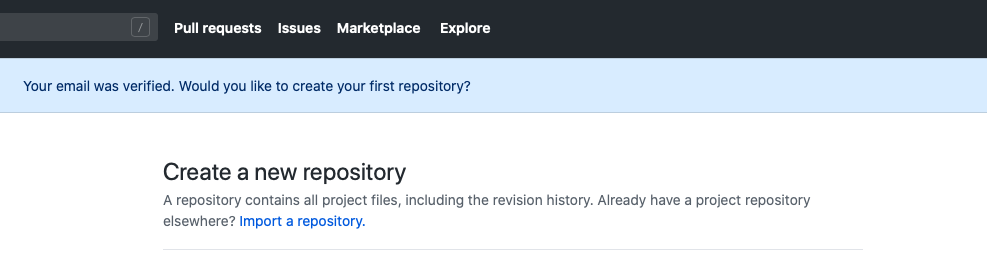 / Pull requests Issues Marketplace Explore
Your email was verified. Would you like to create your first repository?
Create a new repository
A repository contains all project files, including the revision history. Already have a project repository
elsewhere? Import a repository.